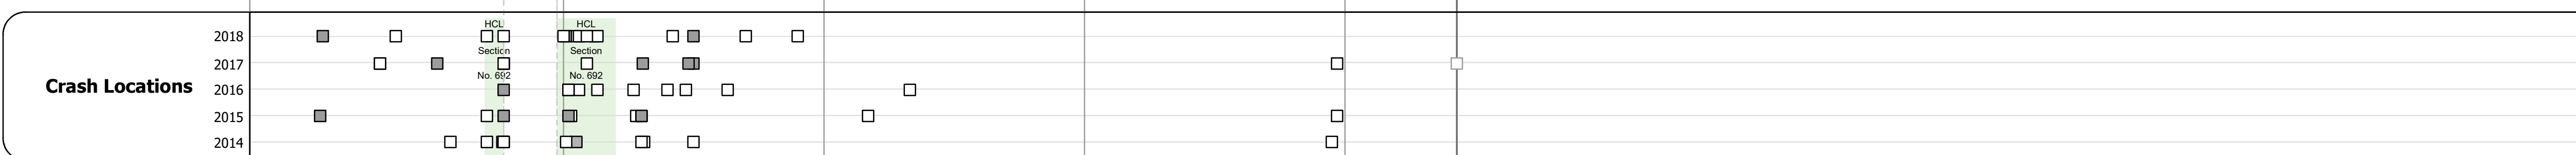 HCL HCL
2018
Section Section
2017
No. 692 No. 692
Crash Locations
2016
2015
2014